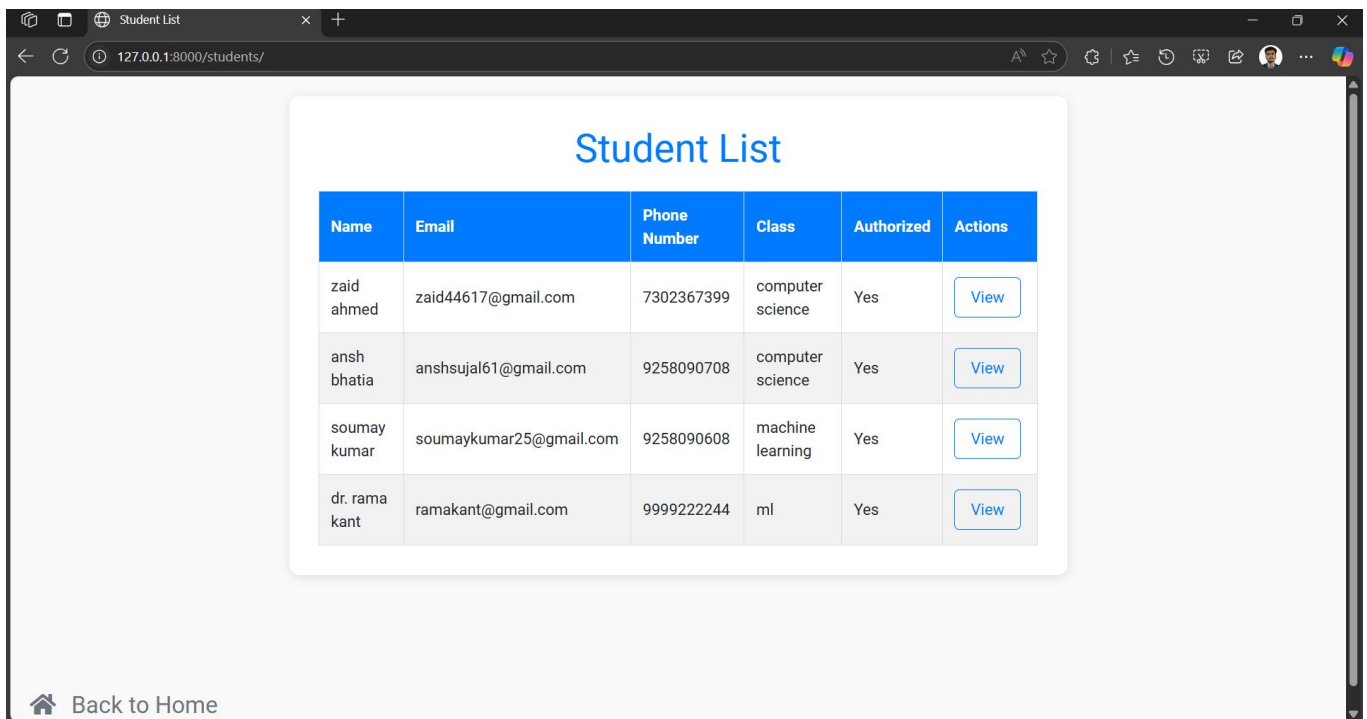 Student List
127.0.0.1:8000/students/
Student List
Name Email Phone Number Class Authorized Actions
zaid ahmed zaid44617@gmail.com 7302367399 computer science Yes View
ansh bhatia anshsujal61@gmail.com 9258090708 computer science Yes View
soumay kumar soumaykumar25@gmail.com 9258090608 machine learning Yes View
dr. rama kant ramakant@gmail.com 9999222244 ml Yes View
Back to Home